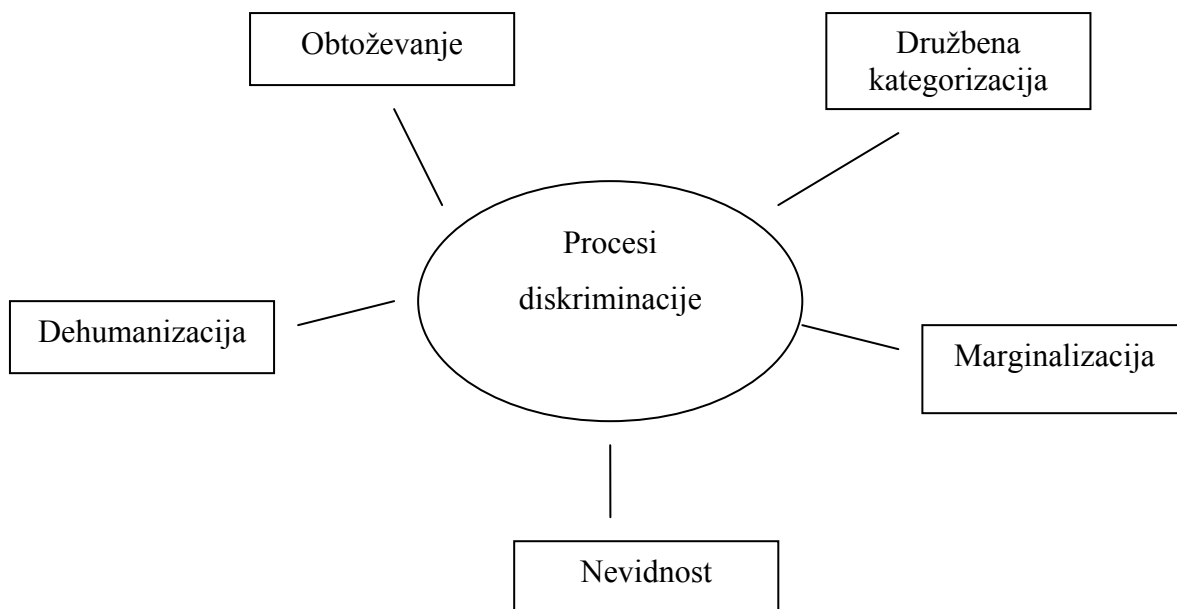 Obtoževanje
Družbena
kategorizacija
Procesi
diskriminacije
Dehumanizacija
Marginalizacija
Nevidnost